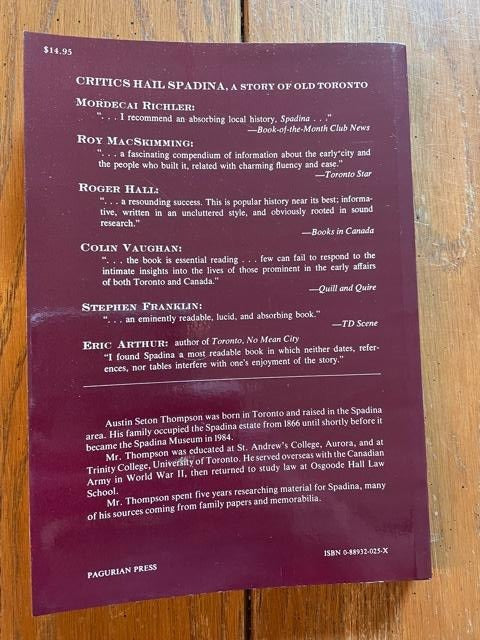 $14.95
CRITICS HAIL SPADINA, A STORY OF OLD TORONTO
MORDECAI RICHLER:
". . . I recommend an absorbing local history, Spadina . . ."
—Book-of-the-Month Club News
ROY MACSKIMMING:
". . . a fascinating compendium of information about the early city and
the people who built it, related with charming fluency and ease."
—Toronto Star
ROGER HALL:
". . . a resounding success. This is popular history near its best; informa-
tive, written in an uncluttered style, and obviously rooted in sound
research."
—Books in Canada
COLIN VAUGHAN:
". . . the book is essential reading . . . few can fail to respond to the
intimate insights into the lives of those prominent in the early affairs
of both Toronto and Canada."
—Quill and Quire
STEPHEN FRANKLIN:
". . . an eminently readable, lucid, and absorbing book."
—TD Scene
ERIC ARTHUR: author of Toronto, No Mean City
"I found Spadina a most readable book in which neither dates, refer-
ences, nor tables interfere with one's enjoyment of the story."
Austin Seton Thompson was born in Toronto and raised in the Spadina
area. His family occupied the Spadina estate from 1866 until shortly before it
became the Spadina Museum in 1984.
Mr. Thompson was educated at St. Andrew's College, Aurora, and at
Trinity College, University of Toronto. He served overseas with the Canadian
Army in World War II, then returned to study law at Osgoode Hall Law
School.
Mr. Thompson spent five years researching material for Spadina, many
of his sources coming from family papers and memorabilia.
ISBN 0-88932-025-X
PAGURIAN PRESS